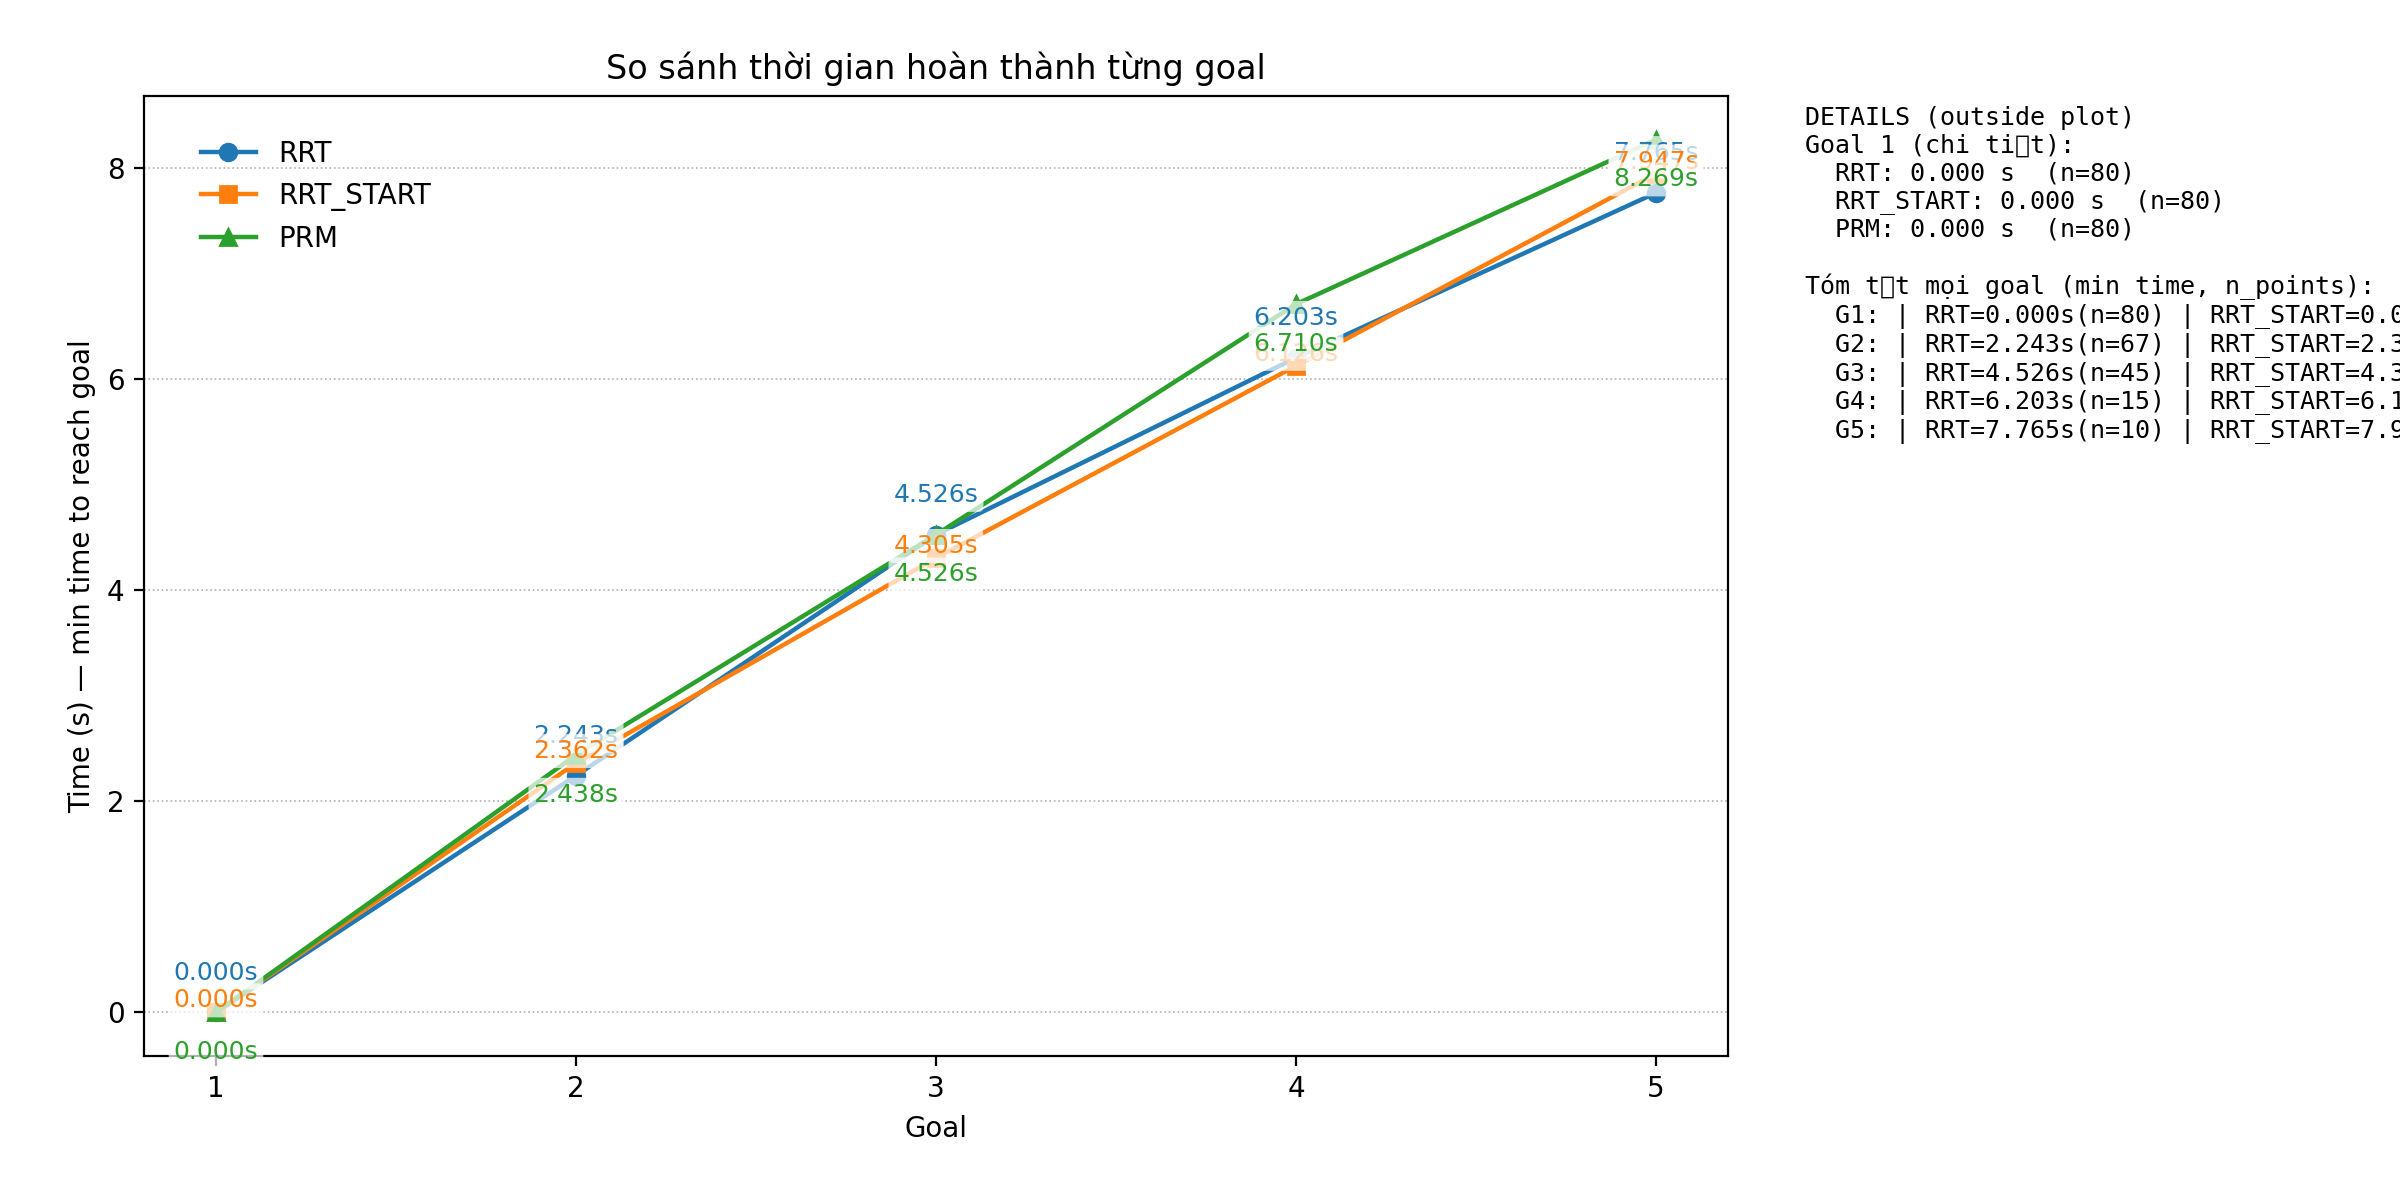 So sánh thời gian hoàn thành từng goal
RRT
RRT_START
PRM
Time (s) — min time to reach goal
8
6
4
2
0
0.000s
0.000s
0.000s
2.243s
2.362s
2.438s
4.526s
4.305s
4.526s
6.203s
6.710s
7.765s
7.947s
8.269s
1
2
3
4
5
Goal
DETAILS (outside plot)
Goal 1 (chi ti▯t):
RRT: 0.000 s (n=80)
RRT_START: 0.000 s (n=80)
PRM: 0.000 s (n=80)
Tóm t▯t mọi goal (min time, n_points):
G1: | RRT=0.000s(n=80) | RRT_START=0.0
G2: | RRT=2.243s(n=67) | RRT_START=2.3
G3: | RRT=4.526s(n=45) | RRT_START=4.3
G4: | RRT=6.203s(n=15) | RRT_START=6.1
G5: | RRT=7.765s(n=10) | RRT_START=7.9